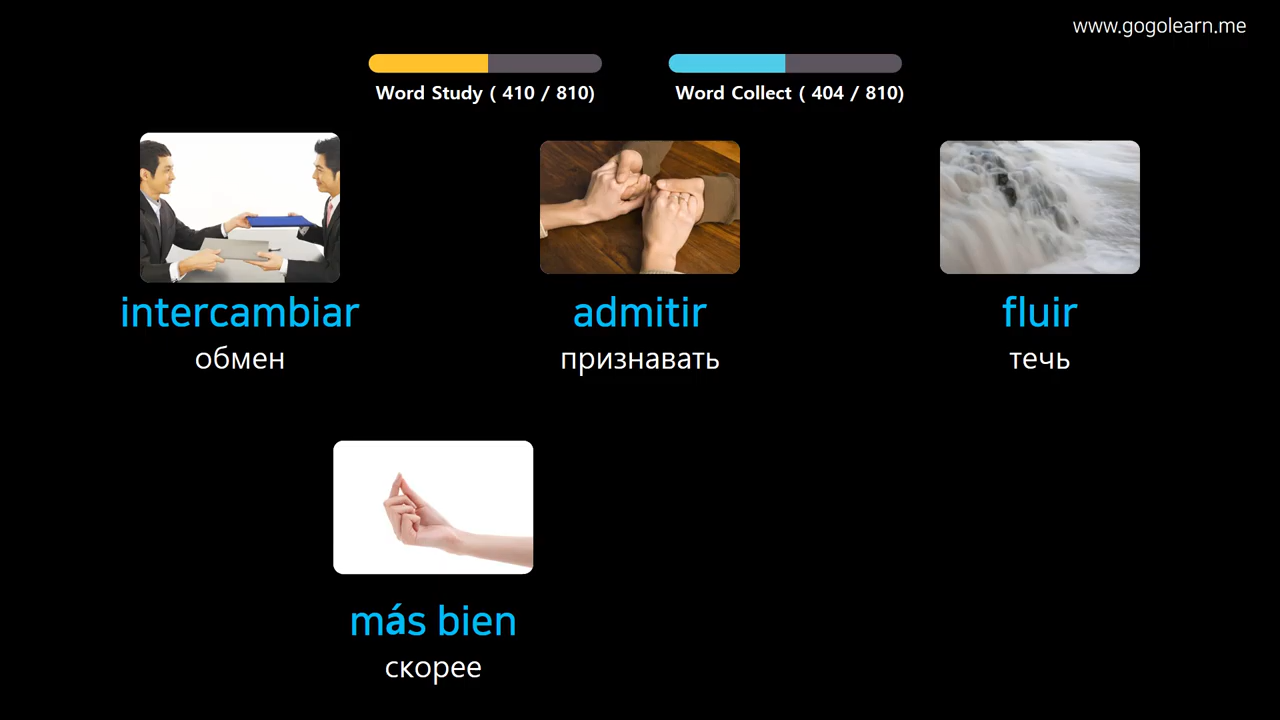 www.gogolearn.me
Word Study ( 410 / 810)
Word Collect ( 404 / 810)
intercambiar
обмен
admitir
признавать
fluir
течь
más bien
скорее